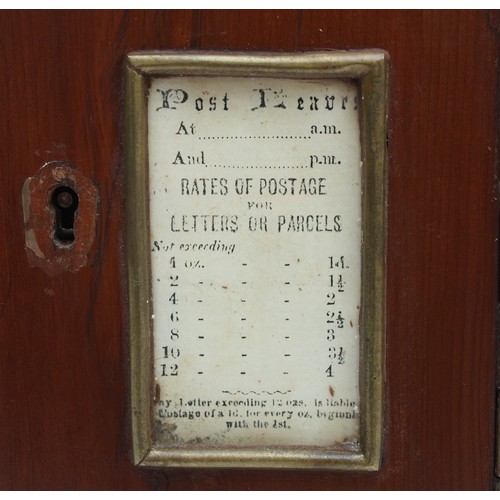 Post Leaves
At a.m.
And p.m.
RATES OF POSTAGE
FOR
LETTERS OR PARCELS
Not exceeding
1 oz. - - 1d.
2 - - 1½
4 - - 2
6 - - 2½
8 - - 3
10 - - 3½
12 - - 4
ay Letter exceeding 12 ozs. is liable
Postage of a 1d. for every oz. beginni
with the 1st.